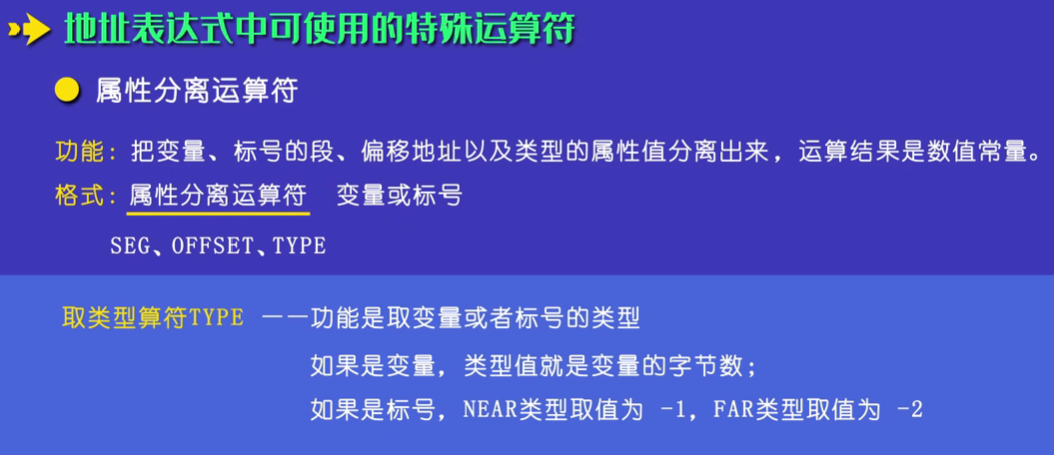 地址表达式中可使用的特殊运算符
属性分离运算符
功能：把变量、标号的段、偏移地址以及类型的属性值分离出来，运算结果是数值常量。
格式：属性分离运算符 变量或标号
SEG、OFFSET、TYPE
取类型算符TYPE ——功能是取变量或者标号的类型
如果是变量，类型值就是变量的字节数；
如果是标号，NEAR类型取值为 -1，FAR类型取值为 -2